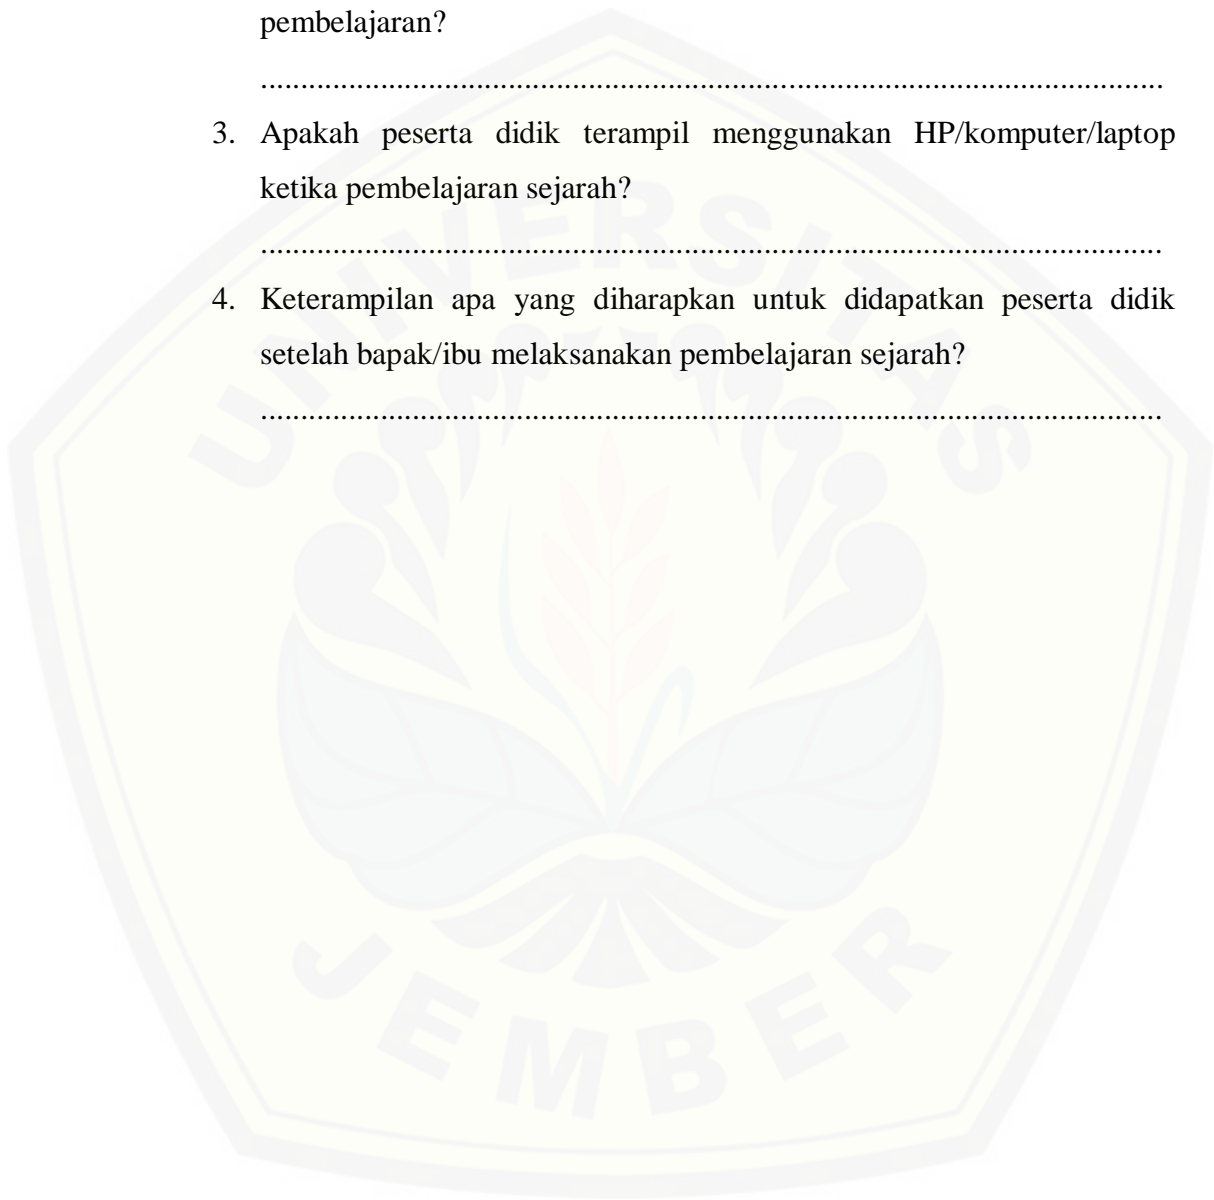 pembelajaran?
................................................................................................................
3. Apakah peserta didik terampil menggunakan HP/komputer/laptop
ketika pembelajaran sejarah?
................................................................................................................
4. Keterampilan apa yang diharapkan untuk didapatkan peserta didik
setelah bapak/ibu melaksanakan pembelajaran sejarah?
................................................................................................................
UNIVERSITAS
JEMBER